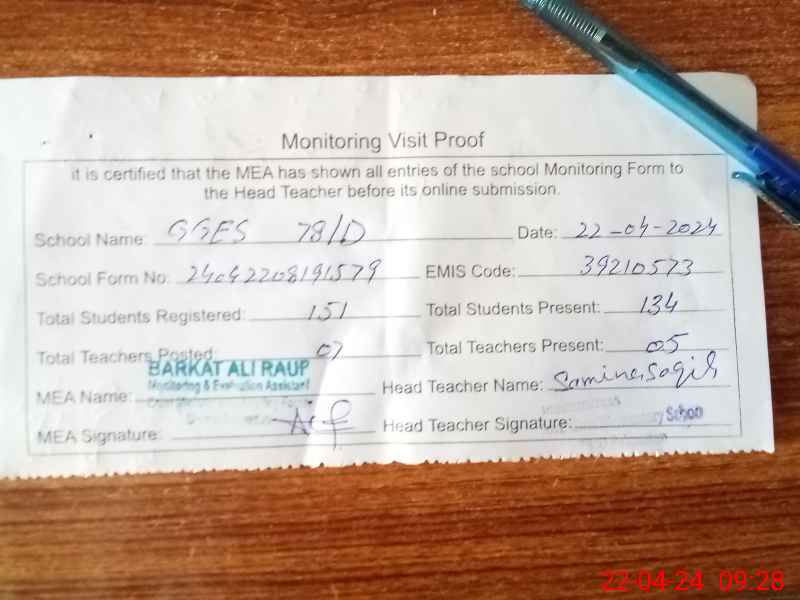 Monitoring Visit Proof
it is certified that the MEA has shown all entries of the school Monitoring Form to
the Head Teacher before its online submission.
School Name: GGES 78/D Date: 22-04-2024
School Form No: 24042208191579 EMIS Code: 39210573
Total Students Registered: 151 Total Students Present: 134
Total Teachers Posted: 07 Total Teachers Present: 05
BARKAT ALI RAUF
Monitoring & Evaluation Assistant
MEA Name: Head Teacher Name: Samina Saqib
MEA Signature: Head Teacher Signature: School
22-04-24 09:28